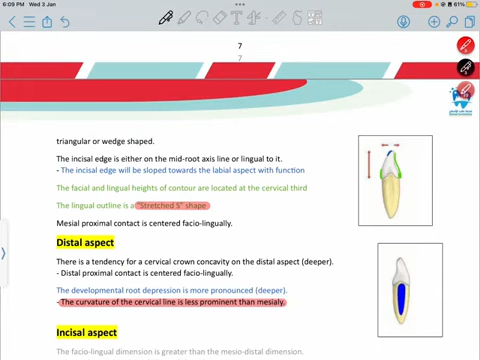 6:09 PM Wed 3 Jan
61%
7
7
triangular or wedge shaped.
The incisal edge is either on the mid-root axis line or lingual to it.
- The incisal edge will be sloped towards the labial aspect with function
The facial and lingual heights of contour are located at the cervical third
The lingual outline is a "Stretched S" shape
Mesial proximal contact is centered facio-lingually.
Distal aspect
There is a tendency for a cervical crown concavity on the distal aspect (deeper).
- Distal proximal contact is centered facio-lingually.
The developmental root depression is more pronounced (deeper).
- The curvature of the cervical line is less prominent than mesialy.
Incisal aspect
The facio-lingual dimension is greater than the mesio-distal dimension.